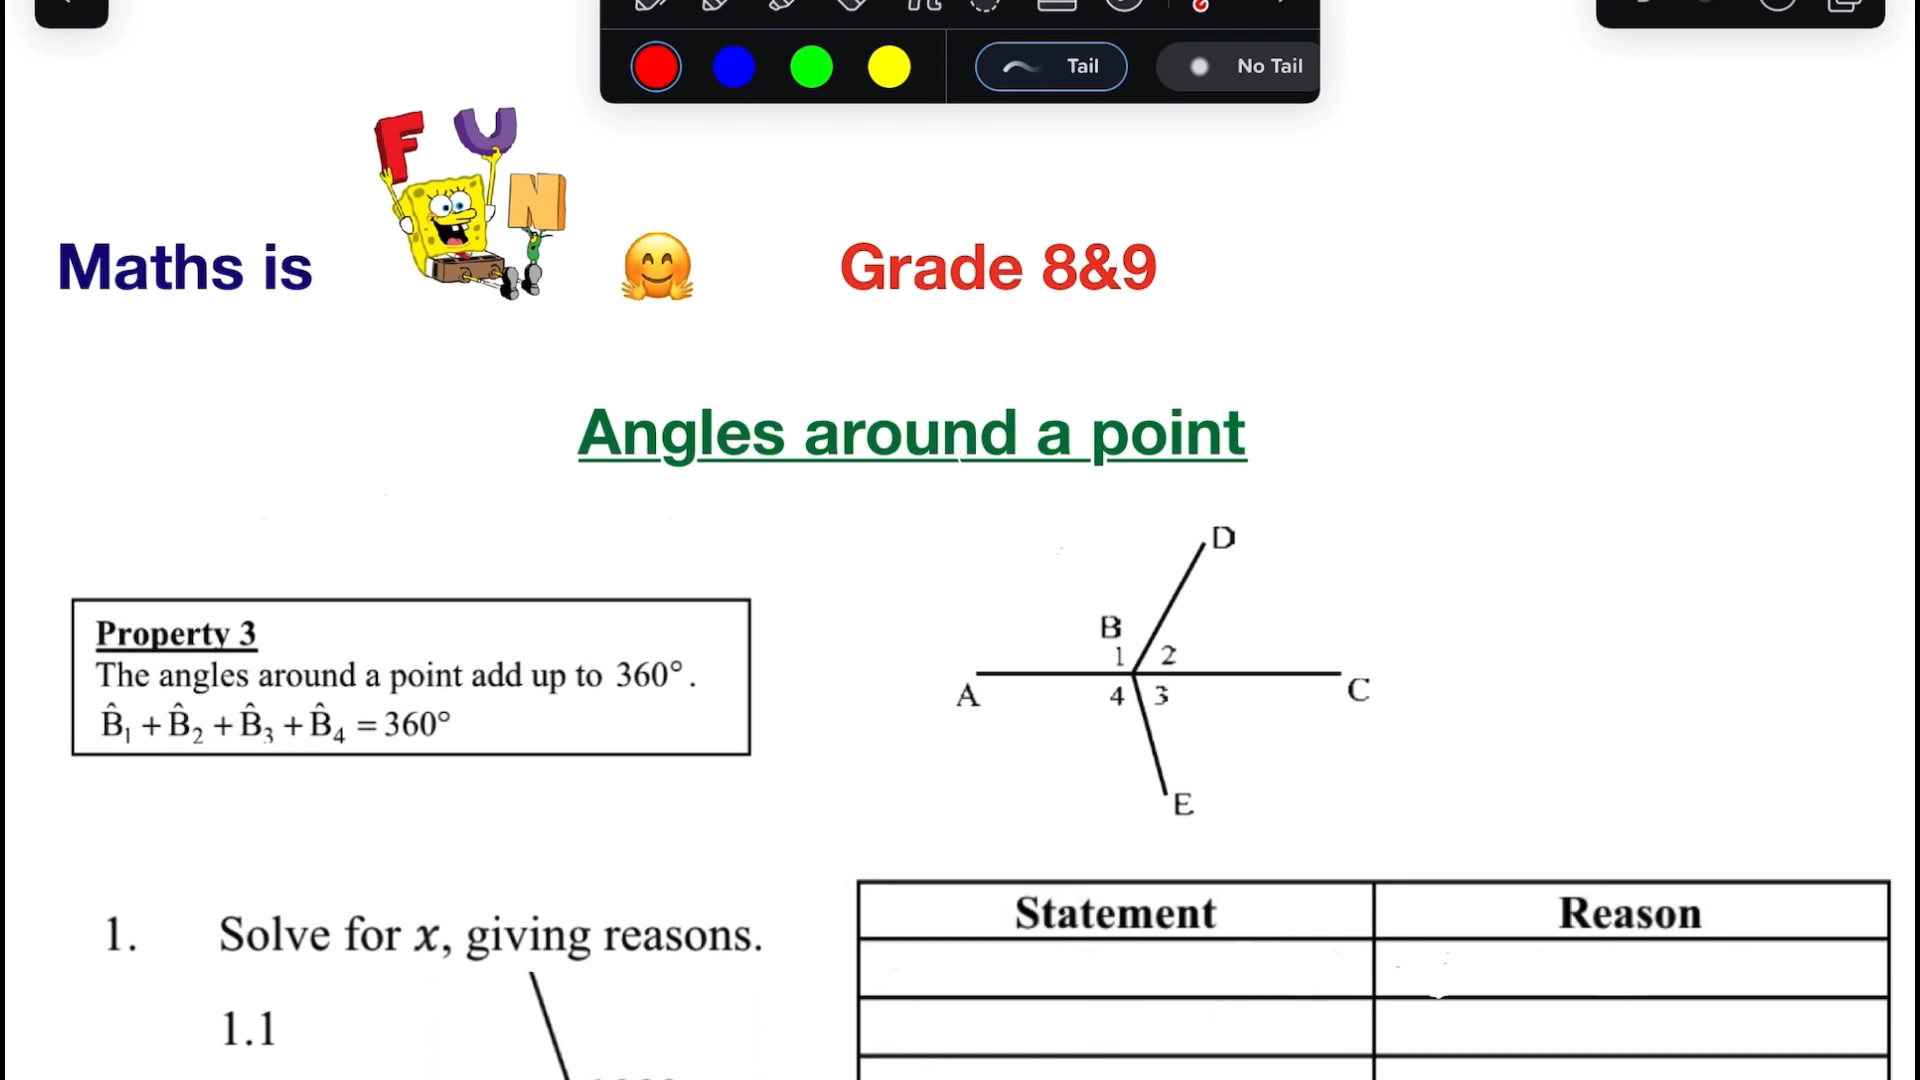 Tail
No Tail
F U N
Maths is
Grade 8&9
Angles around a point
Property 3
The angles around a point add up to 360°.
B̂₁ + B̂₂ + B̂₃ + B̂₄ = 360°
D
B
1 2
A
4 3
C
E
Statement
Reason
1. Solve for x, giving reasons.
1.1